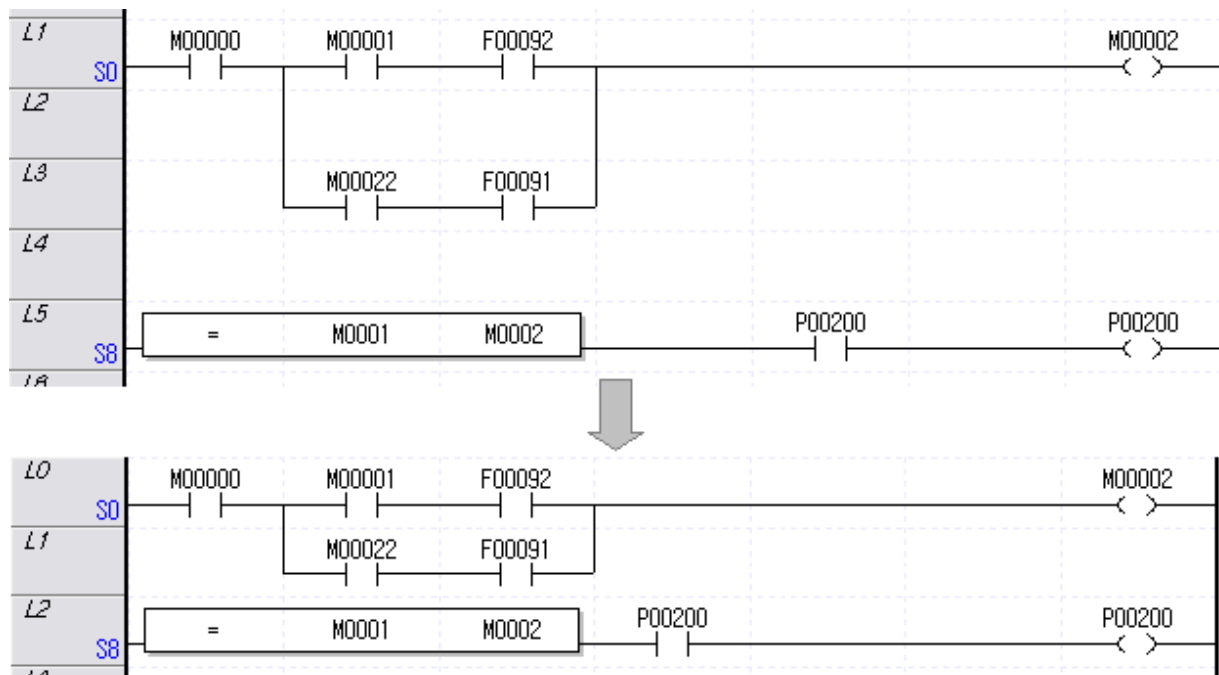 L1 M00000 M00001 F00092 M00002
S0
L2
L3 M00022 F00091
L4
L5 P00200 P00200
= M0001 M0002
S8
L0 M00000 M00001 F00092 M00002
S0
L1 M00022 F00091
L2 P00200 P00200
= M0001 M0002
S8